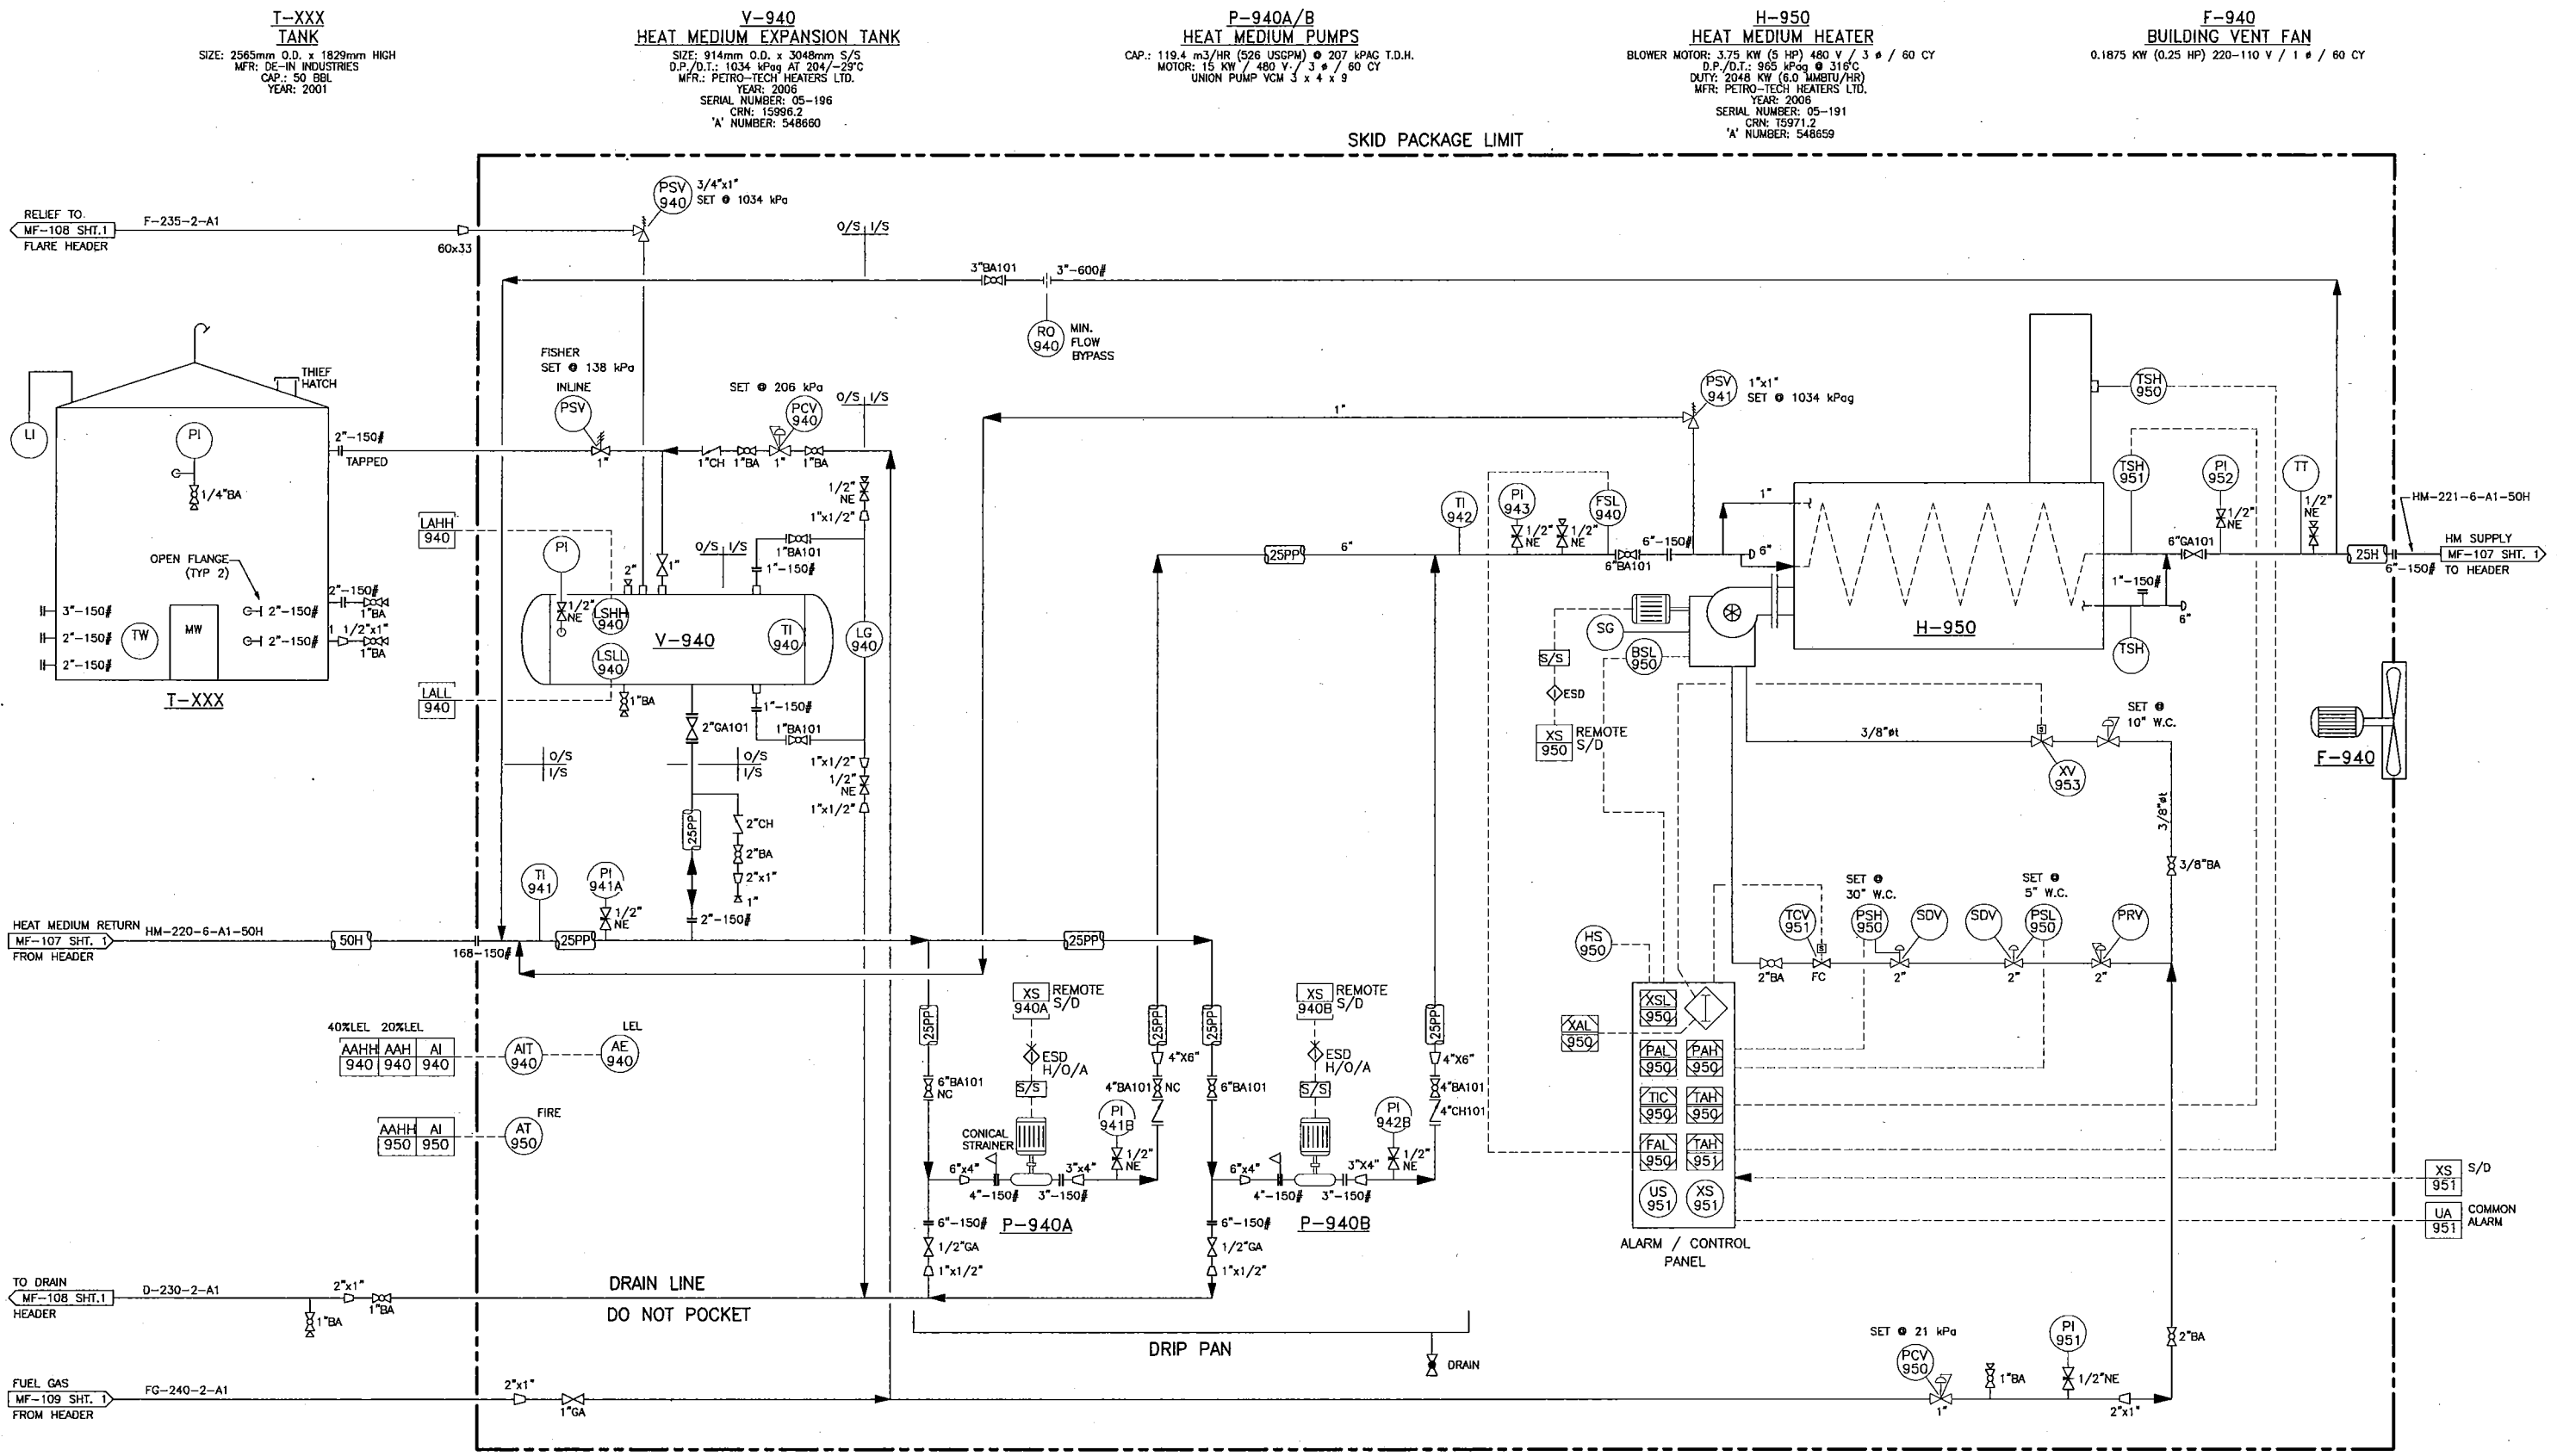 T-XXX
TANK
SIZE: 2565mm O.D. x 1829mm HIGH
MFR: DE-IN INDUSTRIES
CAP.: 50 BBL
YEAR: 2001
V-940
HEAT MEDIUM EXPANSION TANK
SIZE: 914mm O.D. x 3048mm S/S
D.P./D.T.: 1034 kPag AT 204/-29°C
MFR.: PETRO-TECH HEATERS LTD.
YEAR: 2006
SERIAL NUMBER: 05-196
CRN: 15996.2
'A' NUMBER: 548660
P-940A/B
HEAT MEDIUM PUMPS
CAP.: 119.4 m3/HR (526 USGPM) @ 207 kPAG T.D.H.
MOTOR: 15 KW / 480 V / 3 ø / 60 CY
UNION PUMP VCM 3 x 4 x 9
H-950
HEAT MEDIUM HEATER
BLOWER MOTOR: 3.75 KW (5 HP) 480 V / 3 ø / 60 CY
D.P./D.T.: 965 kPag @ 316°C
DUTY: 2048 KW (6.0 MMBTU/HR)
MFR: PETRO-TECH HEATERS LTD.
YEAR: 2006
SERIAL NUMBER: 05-191
CRN: T5971.2
'A' NUMBER: 548659
F-940
BUILDING VENT FAN
0.1875 KW (0.25 HP) 220-110 V / 1 ø / 60 CY
SKID PACKAGE LIMIT
RELIEF TO
MF-108 SHT.1
FLARE HEADER
F-235-2-A1
60x33
PSV
940
3/4"x1"
SET @ 1034 kPa
O/S I/S
3"BA101
3"-600#
RO
940
MIN.
FLOW
BYPASS
THIEF
HATCH
LI
PI
1/4"BA
2"-150#
TAPPED
OPEN FLANGE
(TYP 2)
3"-150#
2"-150#
2"-150#
TW
MW
2"-150#
2"-150#
2"-150#
1"BA
1 1/2"x1"
1"BA
T-XXX
FISHER
SET @ 138 kPa
INLINE
PSV
1"
SET @ 206 kPa
PCV
940
1"CH
1"BA
1"
1"BA
O/S I/S
1/2"
NE
1"x1/2"
1"BA101
1"-150#
O/S I/S
LAHH
940
PI
1/2"
NE
2"
1"
LSHH
940
LSLL
940
V-940
TI
940
LG
940
LALL
940
1"BA
2"GA101
1"-150#
1"BA101
O/S
I/S
O/S
I/S
1"x1/2"
1/2"
NE
1"x1/2"
25PP
2"CH
2"BA
2"x1"
1"
2"-150#
PSV
941
1"x1"
SET @ 1034 kPag
1"
TI
942
PI
943
1/2"
NE
1/2"
NE
FSL
940
6"BA101
6"-150#
25PP
6"
1"
6"
H-950
TSH
950
TSH
951
PI
952
TT
1/2"
NE
1/2"
NE
6"GA101
1"-150#
6"
TSH
HM-221-6-A1-50H
25H
6"-150#
HM SUPPLY
MF-107 SHT. 1
TO HEADER
SG
BSL
950
S/S
ESD
XS
950
REMOTE
S/D
3/8"øt
SET @
10" W.C.
XV
953
3/8"øt
3/8"BA
F-940
HEAT MEDIUM RETURN
MF-107 SHT. 1
FROM HEADER
HM-220-6-A1-50H
50H
168-150#
TI
941
PI
941A
1/2"
NE
25PP
25PP
HS
950
TCV
951
SET @
30" W.C.
PSH
950
SDV
SDV
SET @
5" W.C.
PSL
950
PRV
2"BA
FC
2"
2"
2"
40%LEL 20%LEL
AAHH
940
AAH
940
AI
940
AIT
940
LEL
AE
940
AAHH
950
AI
950
FIRE
AT
950
25PP
6"BA101
NC
XS
940A
REMOTE
S/D
ESD
H/O/A
S/S
CONICAL
STRAINER
6"x4"
4"-150#
3"-150#
3"x4"
PI
941B
1/2"
NE
25PP
4"X6"
4"BA101
NC
6"-150#
1/2"GA
1"x1/2"
P-940A
25PP
6"BA101
XS
940B
REMOTE
S/D
ESD
H/O/A
S/S
6"x4"
4"-150#
3"-150#
3"X4"
PI
942B
1/2"
NE
25PP
4"X6"
4"BA101
4"CH101
6"-150#
1/2"GA
1"x1/2"
P-940B
XAL
950
XSL
950
PAL
950
PAH
950
TIC
950
TAH
950
FAL
950
TAH
951
US
951
XS
951
ALARM / CONTROL
PANEL
XS
951
S/D
UA
951
COMMON
ALARM
TO DRAIN
MF-108 SHT.1
HEADER
D-230-2-A1
2"x1"
1"BA
1"BA
DRAIN LINE
DO NOT POCKET
DRIP PAN
DRAIN
FUEL GAS
MF-109 SHT. 1
FROM HEADER
FG-240-2-A1
2"x1"
1"GA
SET @ 21 kPa
PCV
950
1"
1"BA
PI
951
1/2"NE
2"x1"
2"BA